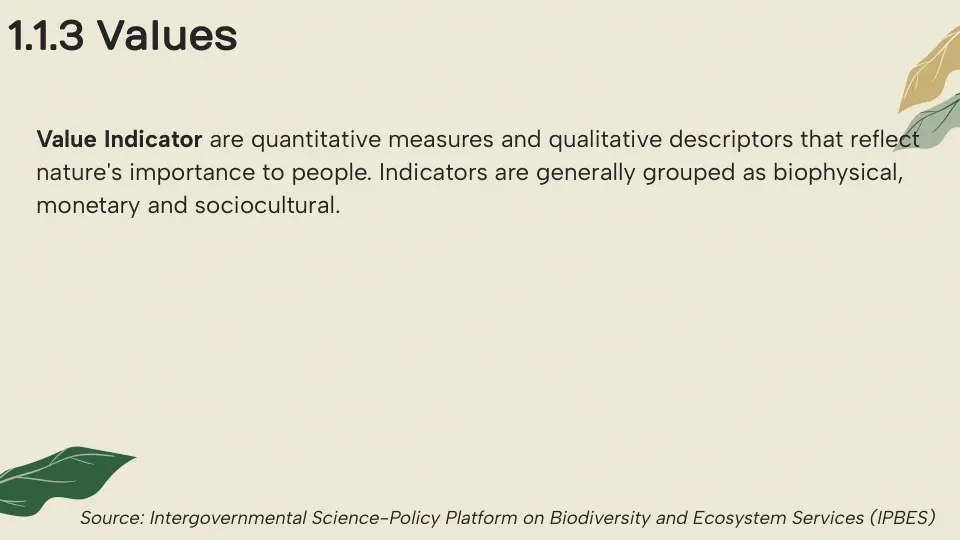 1.1.3 Values
Value Indicator are quantitative measures and qualitative descriptors that reflect
nature's importance to people. Indicators are generally grouped as biophysical,
monetary and sociocultural.
Source: Intergovernmental Science-Policy Platform on Biodiversity and Ecosystem Services (IPBES)